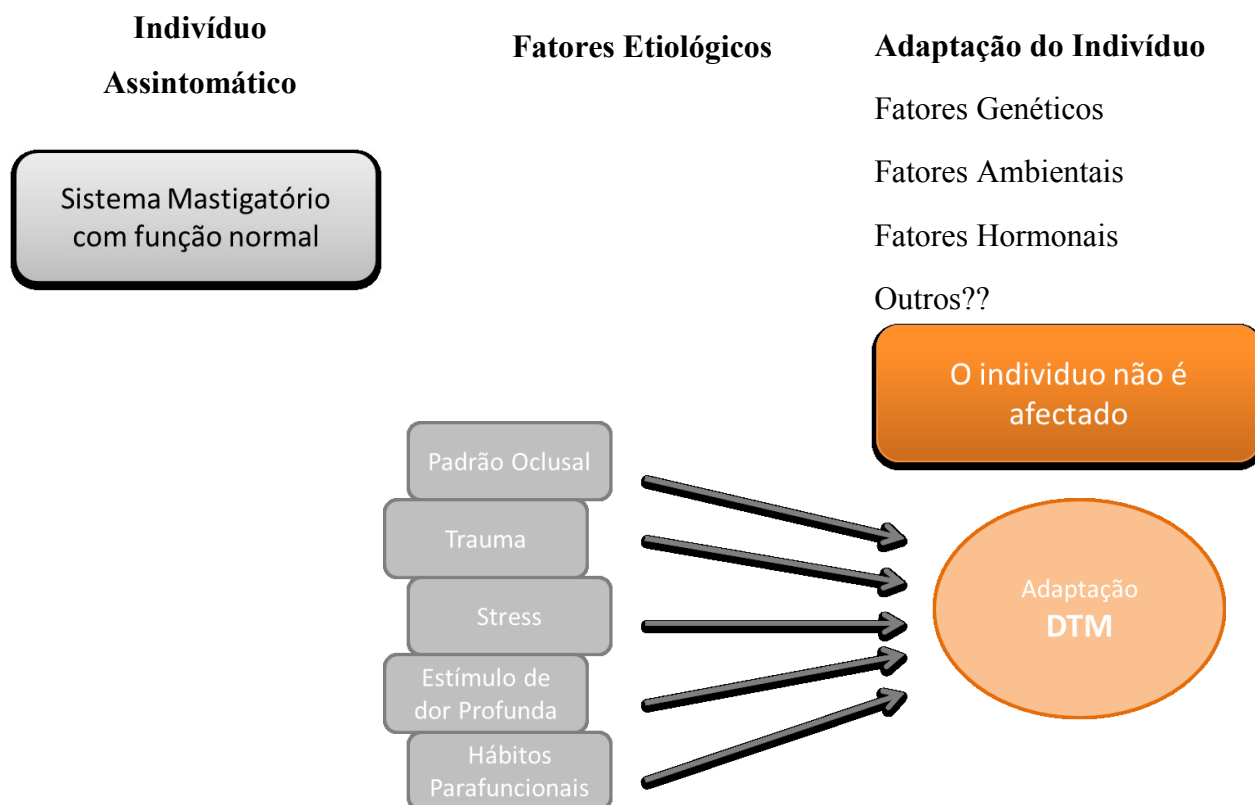 Indivíduo
Assintomático
Sistema Mastigatório
com função normal
Fatores Etiológicos
Padrão Oclusal
Trauma
Stress
Estímulo de
dor Profunda
Hábitos
Parafuncionais
Adaptação do Indivíduo
Fatores Genéticos
Fatores Ambientais
Fatores Hormonais
Outros??
O individuo não é
afectado
Adaptação
DTM